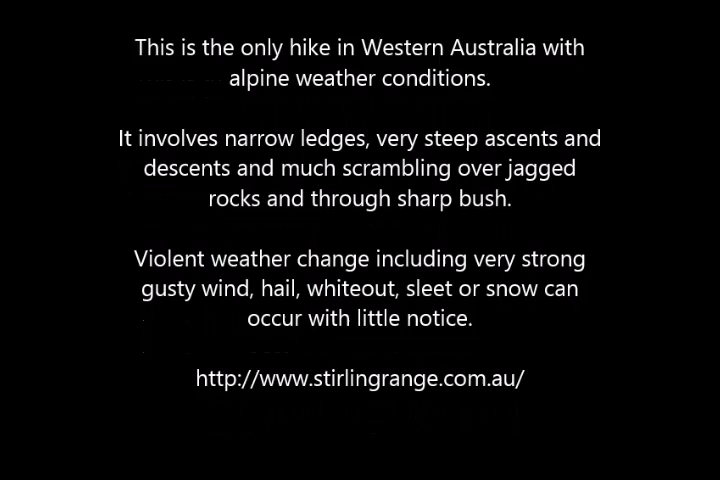 This is the only hike in Western Australia with
alpine weather conditions.
It involves narrow ledges, very steep ascents and
descents and much scrambling over jagged
rocks and through sharp bush.
Violent weather change including very strong
gusty wind, hail, whiteout, sleet or snow can
occur with little notice.
http://www.stirlingrange.com.au/